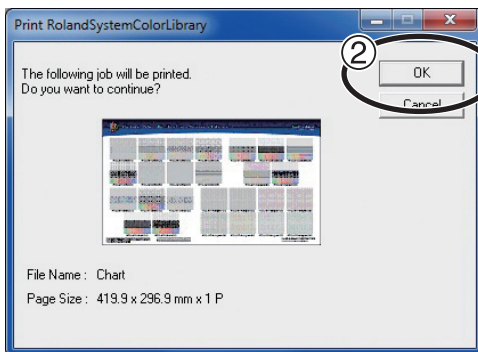 Print RolandSystemColorLibrary
②
The following job will be printed.
Do you want to continue?
OK
Cancel
File Name : Chart
Page Size : 419.9 x 296.9 mm x 1 P